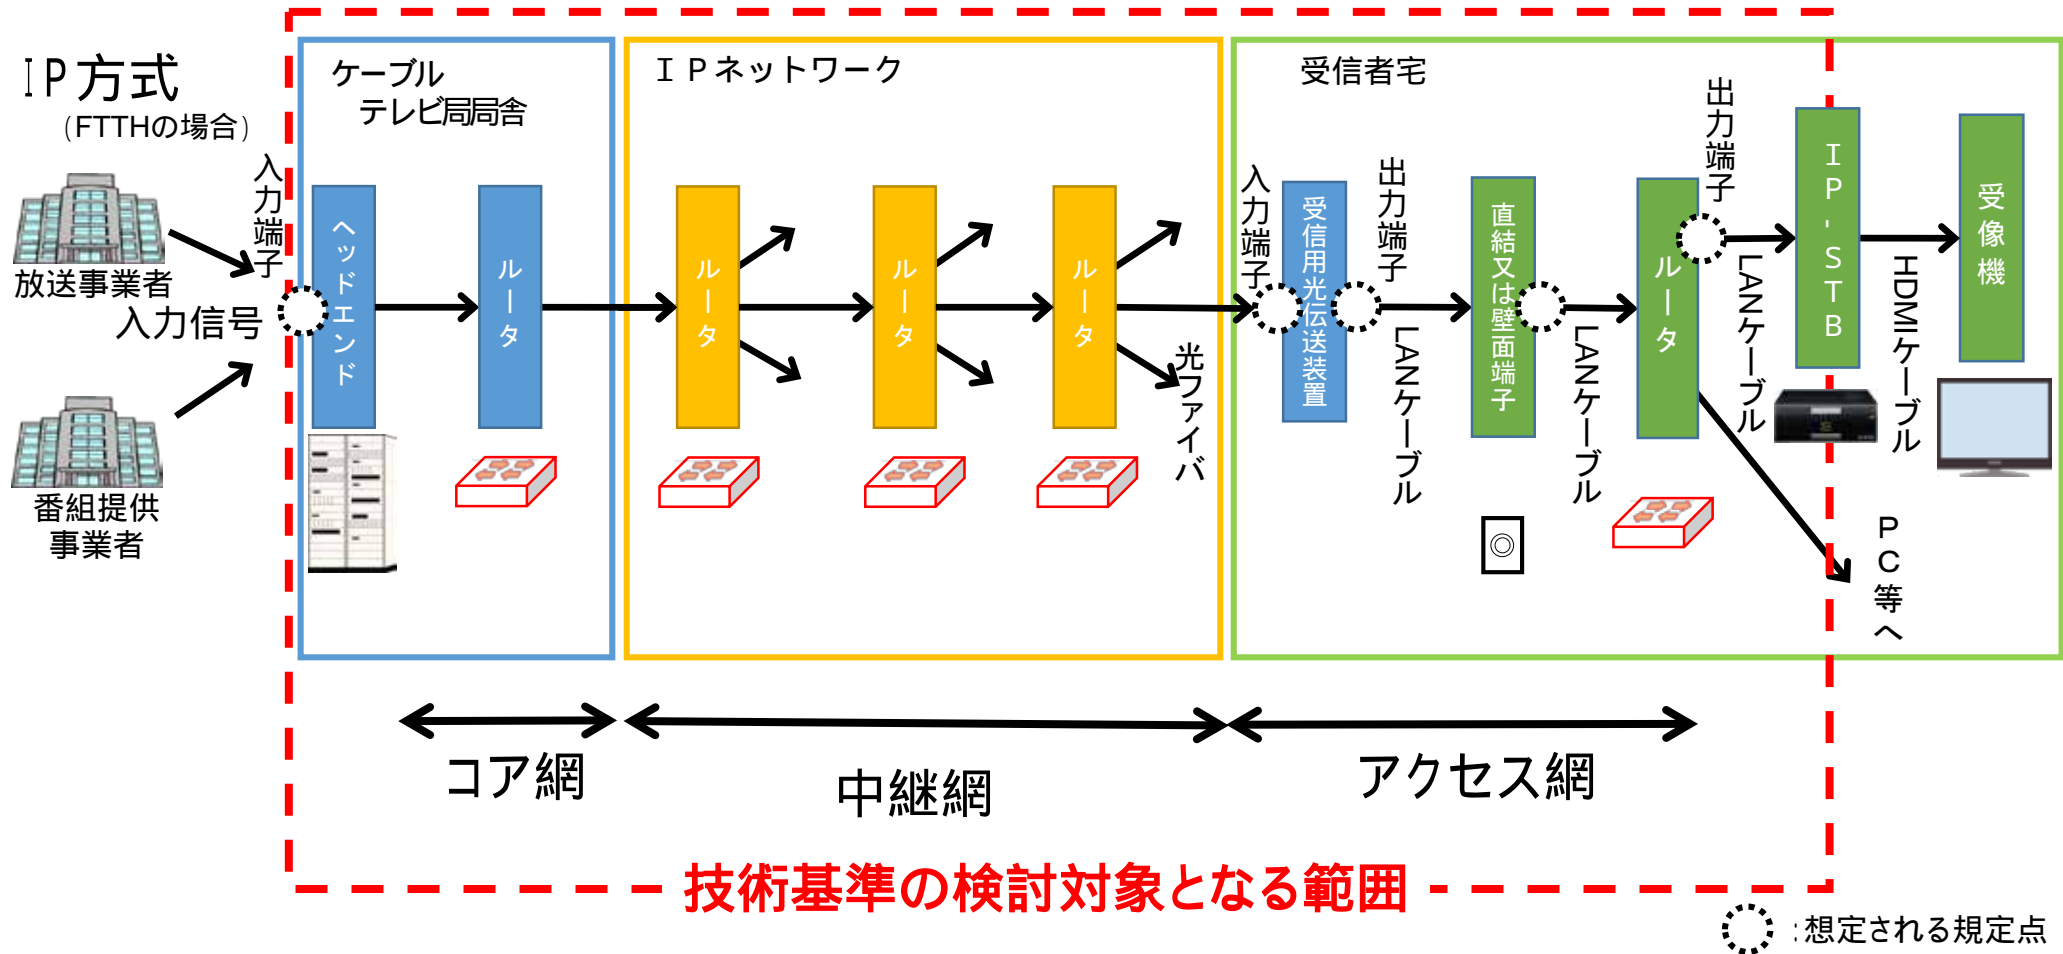 IP方式
（FTTHの場合）
放送事業者
入力信号
番組提供
事業者
入力端子
ケーブル
テレビ局局舎
ヘッドエンド
ルータ
ＩＰネットワーク
ルータ
ルータ
ルータ
光ファイバ
受信者宅
入力端子
受信用光伝送装置
出力端子
LANケーブル
直結又は壁面端子
LANケーブル
ルータ
出力端子
LANケーブル
ＩＰ'ＳＴＢ
HDMIケーブル
受像機
ＰＣ等へ
コア網
中継網
アクセス網
技術基準の検討対象となる範囲
：想定される規定点